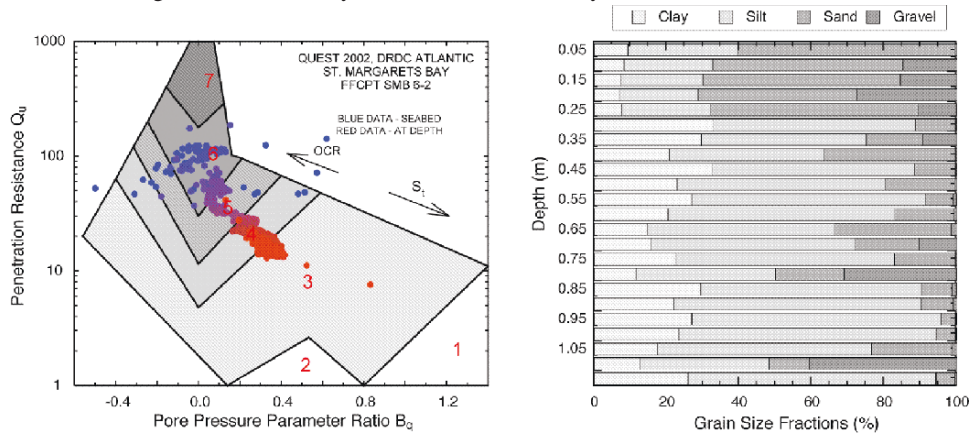 Clay Silt Sand Gravel
1000
100
10
1
Penetration Resistance Qu
QUEST 2002, DRDC ATLANTIC
ST. MARGARETS BAY
FFCPT SMB 6-2
BLUE DATA - SEABED
RED DATA - AT DEPTH
OCR
St
7
6
5
4
3
2
1
-0.4 0.0 0.4 0.8 1.2
Pore Pressure Parameter Ratio Bq
0.05
0.15
0.25
0.35
0.45
0.55
0.65
0.75
0.85
0.95
1.05
Depth (m)
0 20 40 60 80 100
Grain Size Fractions (%)